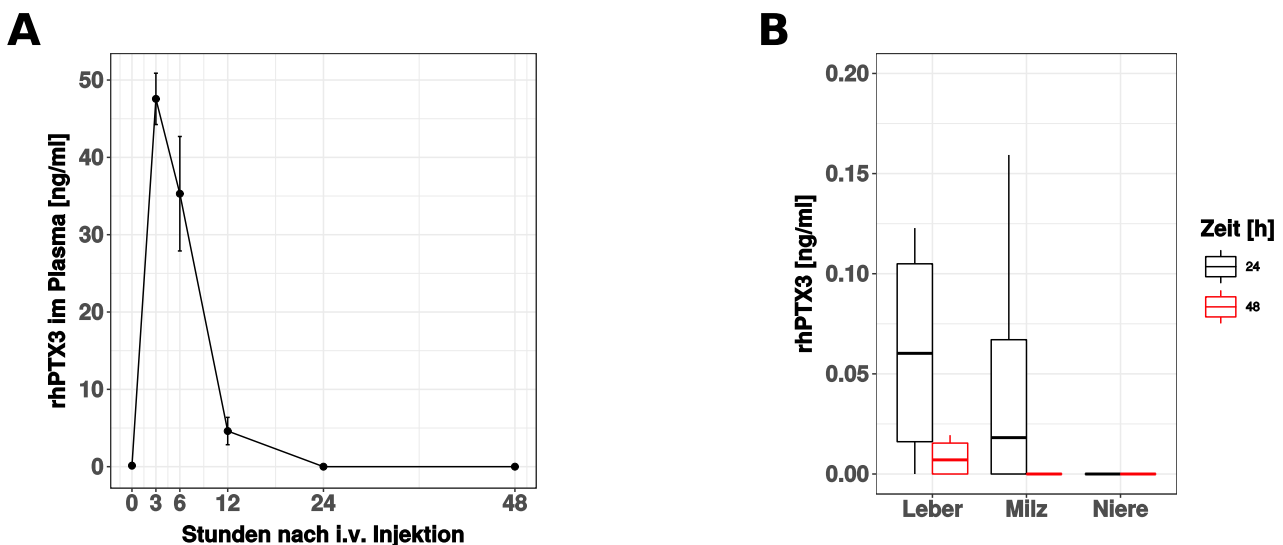 A
rhPTX3 im Plasma [ng/ml]
50
40
30
20
10
0
0 3 6 12 24 48
Stunden nach i.v. Injektion
B
rhPTX3 [ng/ml]
0.20
0.15
0.10
0.05
0.00
Leber Milz Niere
Zeit [h]
24
48